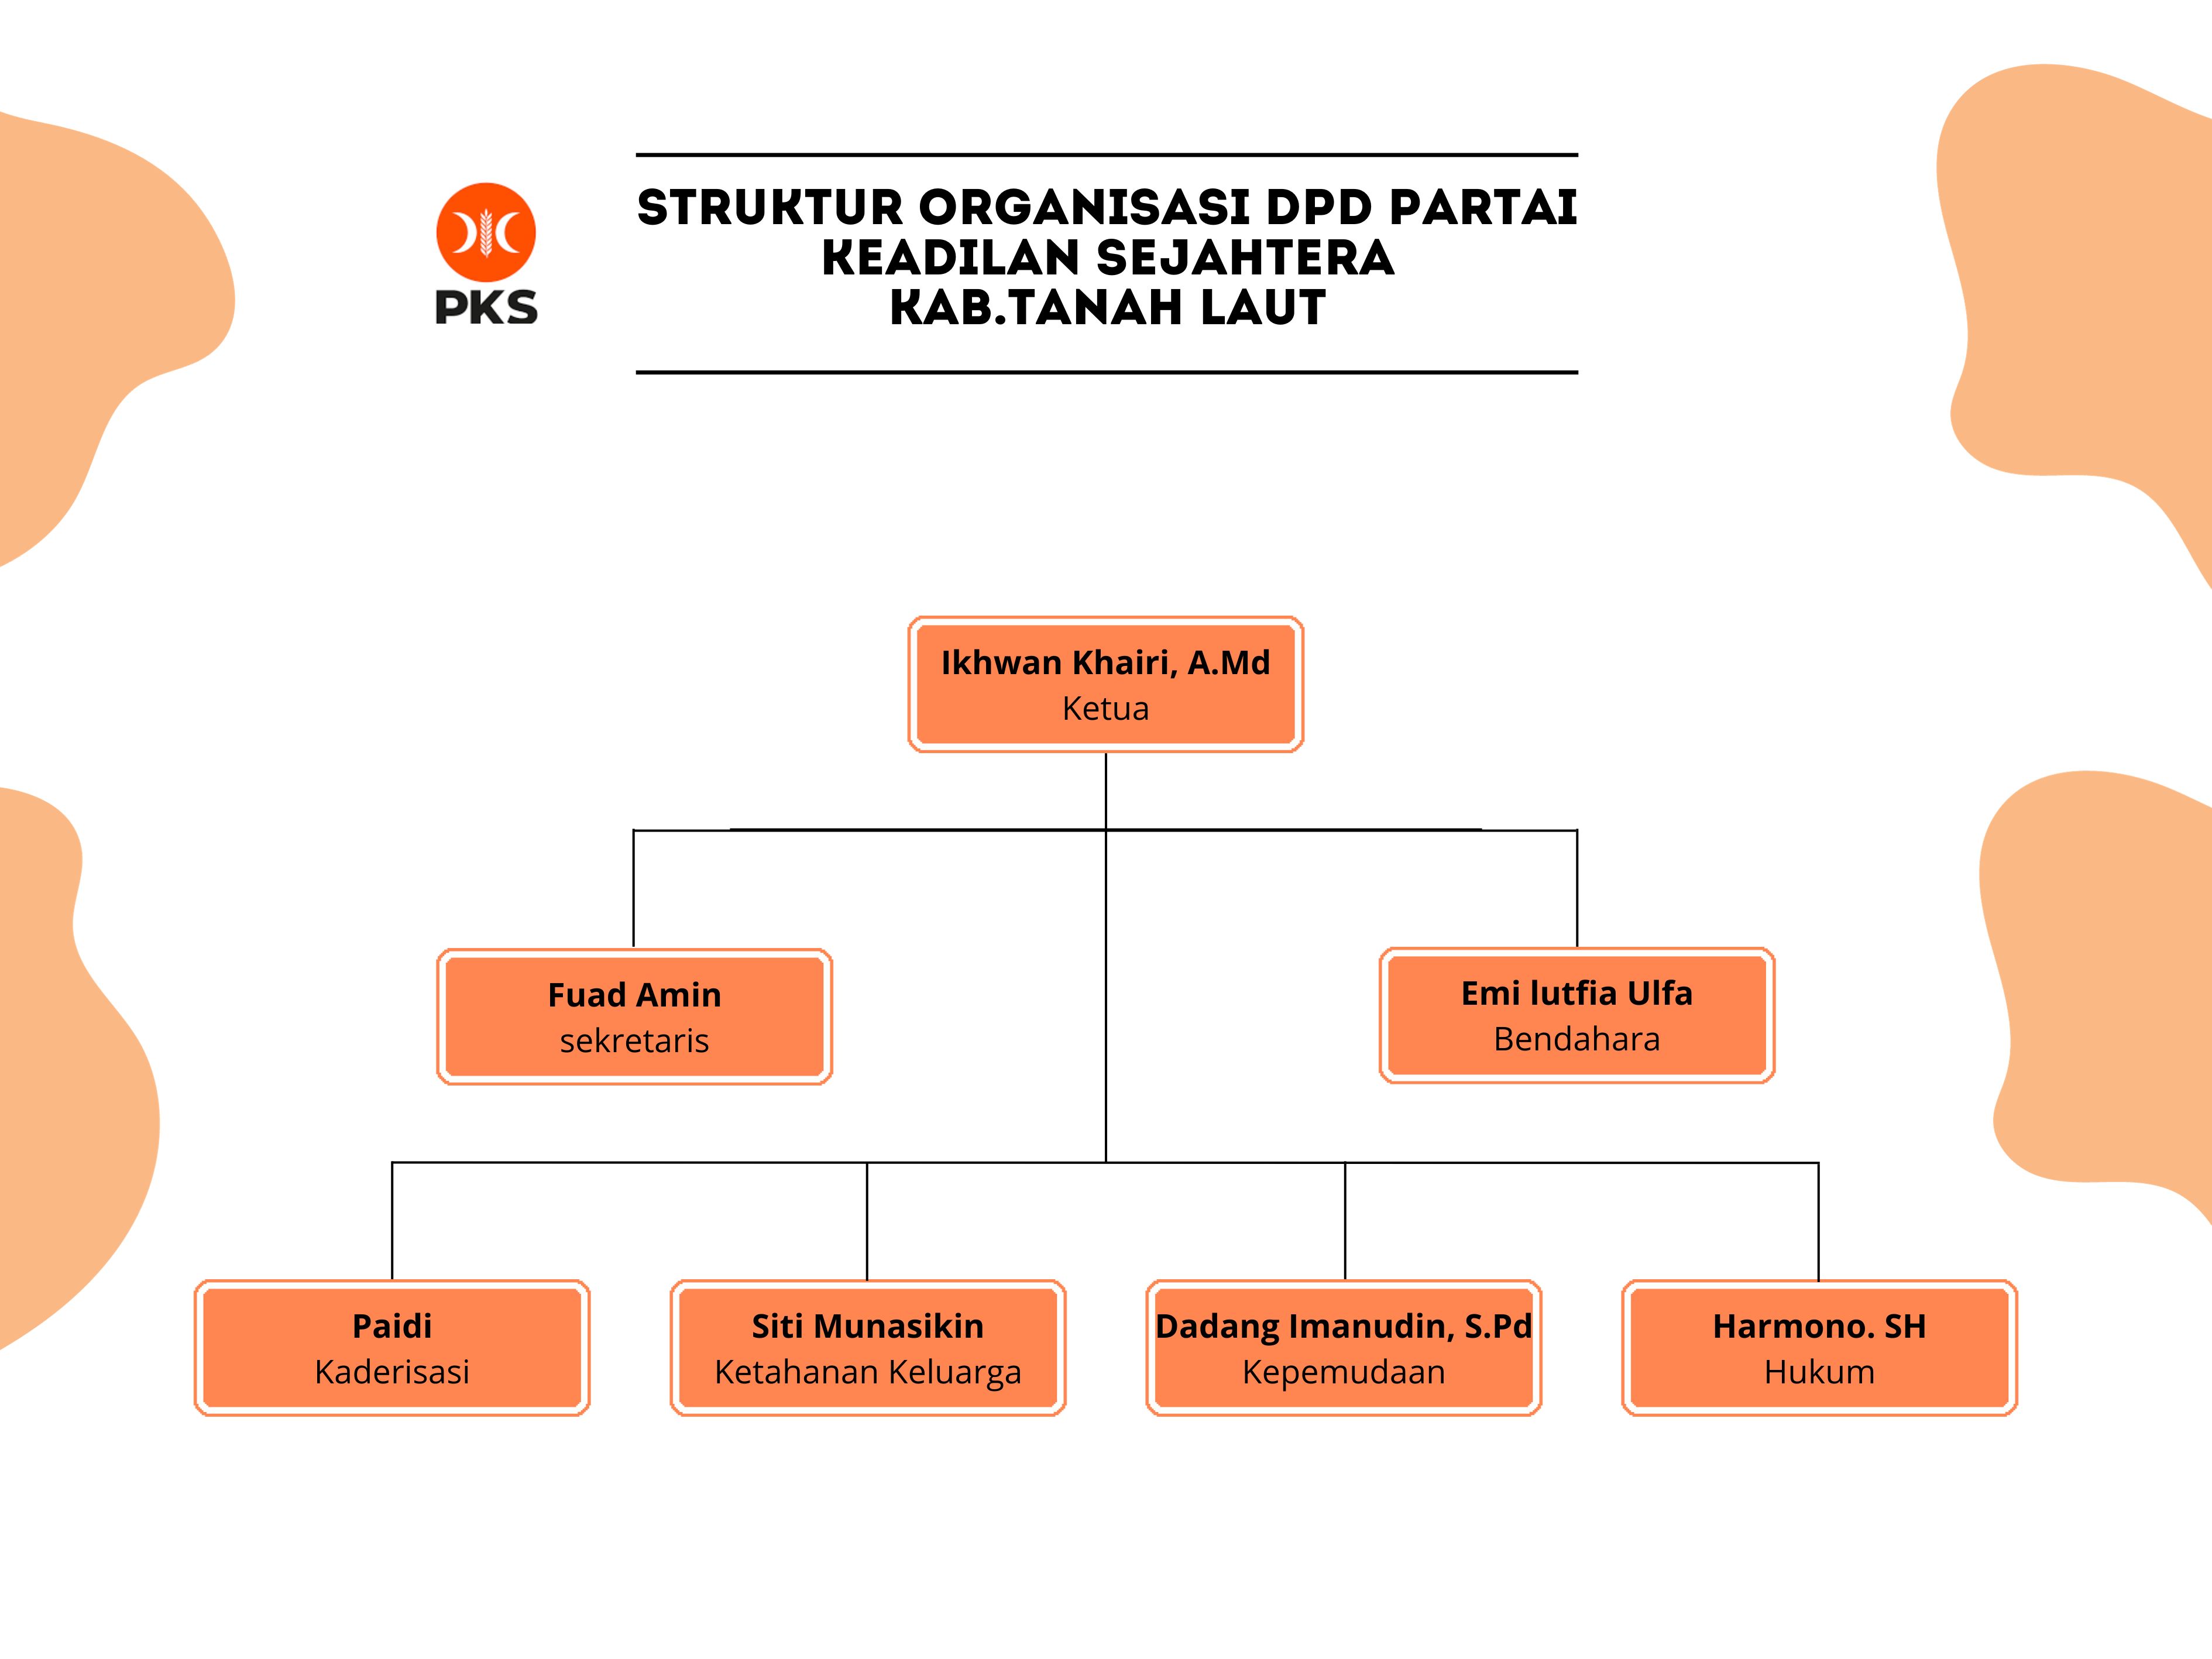 PKS
STRUKTUR ORGANISASI DPD PARTAI
KEADILAN SEJAHTERA
KAB.TANAH LAUT
Ikhwan Khairi, A.Md
Ketua
Fuad Amin
sekretaris
Emi lutfia Ulfa
Bendahara
Paidi
Kaderisasi
Siti Munasikin
Ketahanan Keluarga
Dadang Imanudin, S.Pd
Kepemudaan
Harmono. SH
Hukum